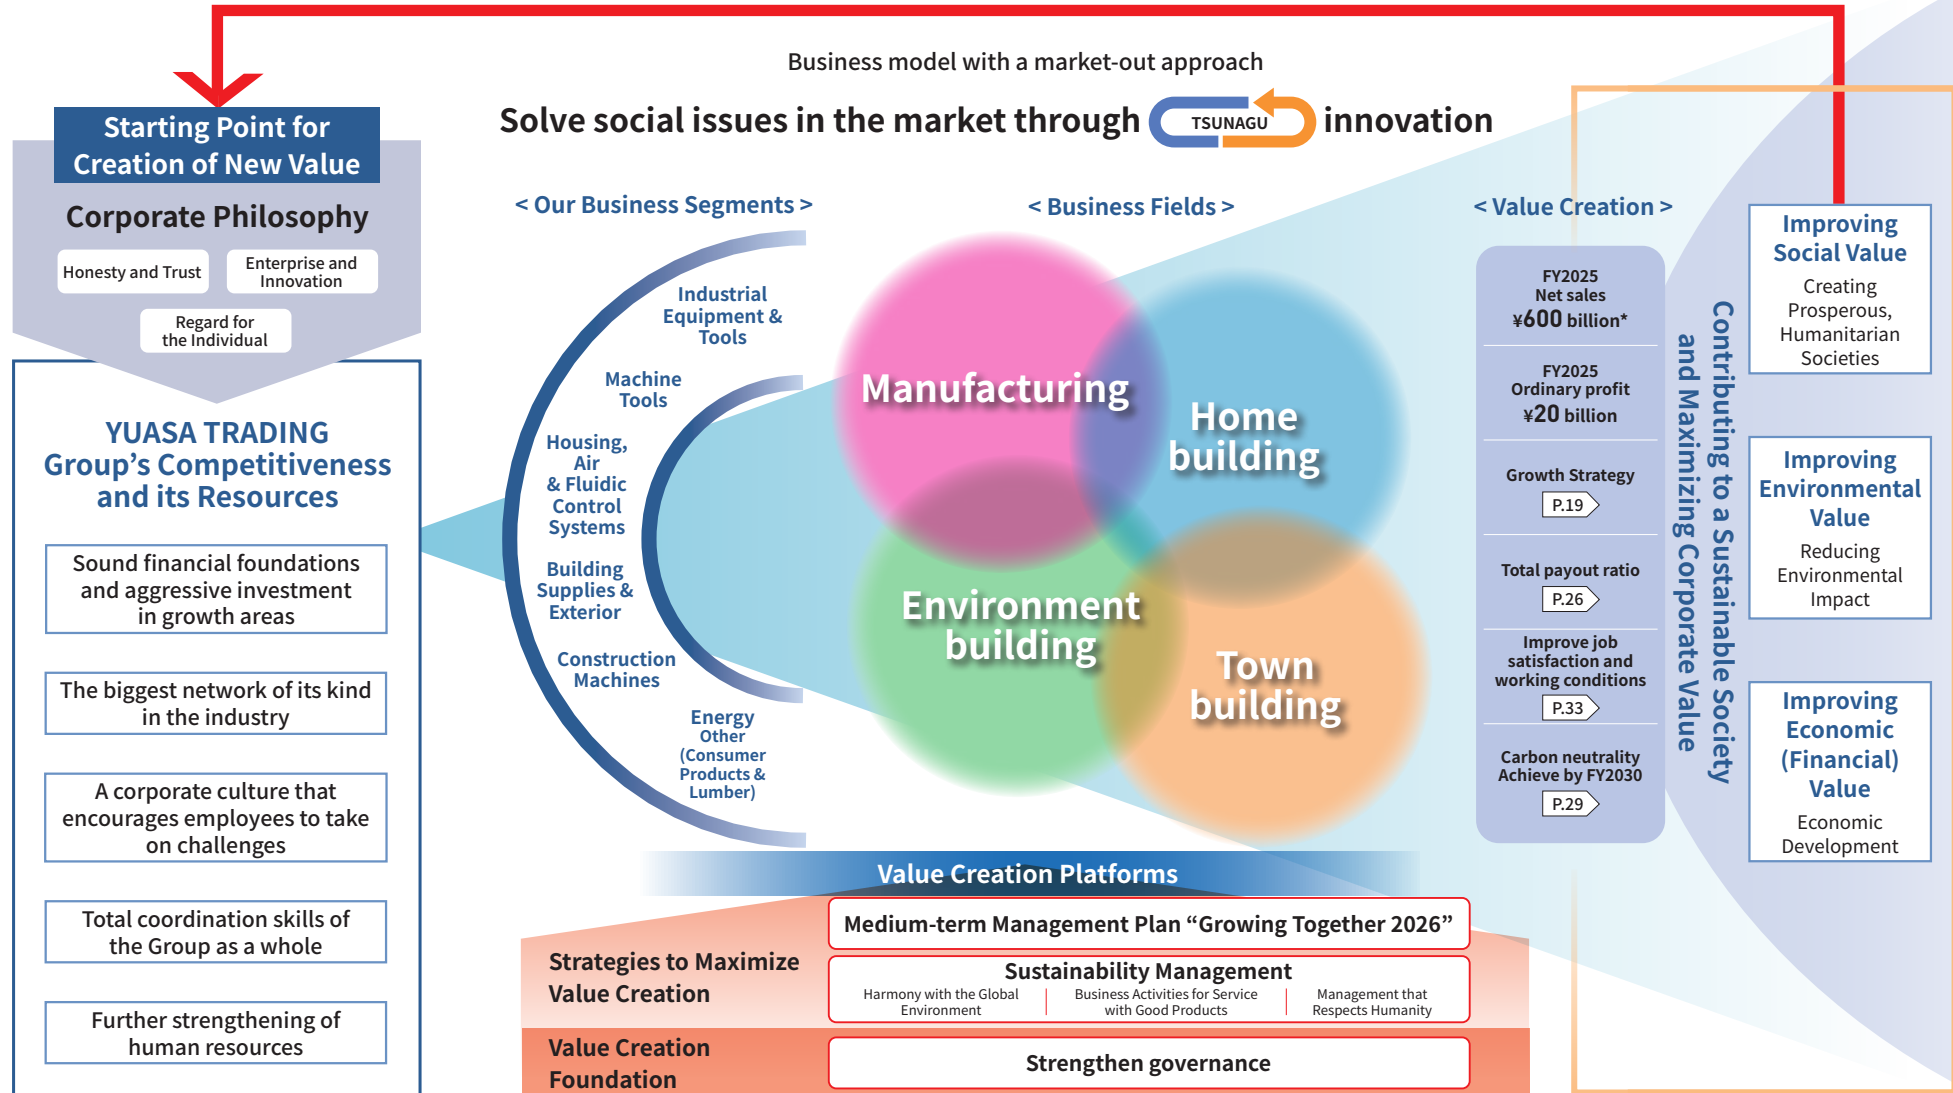 Business model with a market-out approach
Solve social issues in the market through TSUNAGU innovation
Starting Point for
Creation of New Value
Corporate Philosophy
Honesty and Trust
Enterprise and
Innovation
Regard for
the Individual
YUASA TRADING
Group’s Competitiveness
and its Resources
Sound financial foundations
and aggressive investment
in growth areas
The biggest network of its kind
in the industry
A corporate culture that
encourages employees to take
on challenges
Total coordination skills of
the Group as a whole
Further strengthening of
human resources
< Our Business Segments >
Industrial
Equipment &
Tools
Machine
Tools
Housing,
Air
& Fluidic
Control
Systems
Building
Supplies &
Exterior
Construction
Machines
Energy
Other
(Consumer
Products &
Lumber)
< Business Fields >
Manufacturing
Home
building
Environment
building
Town
building
< Value Creation >
FY2025
Net sales
¥600 billion*
FY2025
Ordinary profit
¥20 billion
Growth Strategy
P.19
Total payout ratio
P.26
Improve job
satisfaction and
working conditions
P.33
Carbon neutrality
Achieve by FY2030
P.29
Contributing to a Sustainable Society
and Maximizing Corporate Value
Improving
Social Value
Creating
Prosperous,
Humanitarian
Societies
Improving
Environmental
Value
Reducing
Environmental
Impact
Improving
Economic
(Financial)
Value
Economic
Development
Value Creation Platforms
Strategies to Maximize
Value Creation
Medium-term Management Plan “Growing Together 2026”
Sustainability Management
Harmony with the Global
Environment
Business Activities for Service
with Good Products
Management that
Respects Humanity
Value Creation
Foundation
Strengthen governance